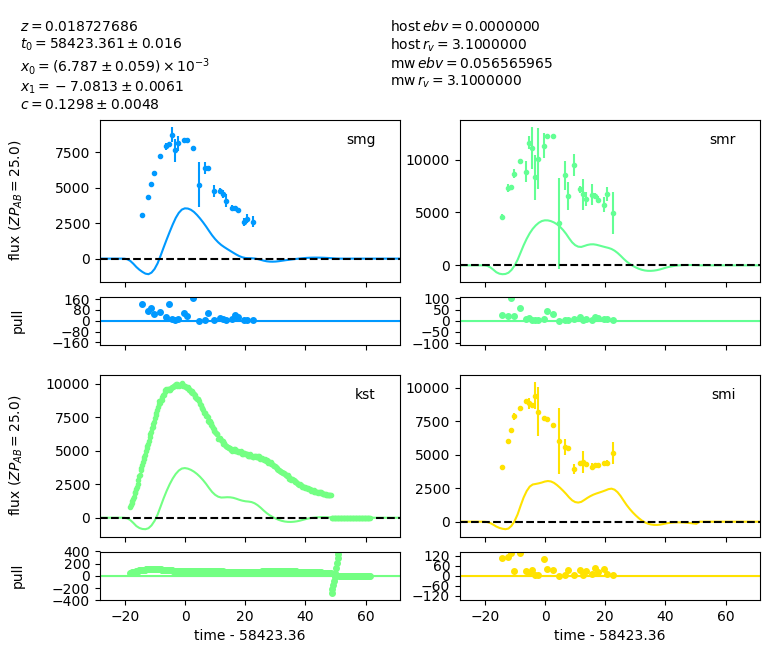 z = 0.018727686
t₀ = 58423.361 ± 0.016
x₀ = (6.787 ± 0.059) × 10⁻³
x₁ = −7.0813 ± 0.0061
c = 0.1298 ± 0.0048
host ebv = 0.0000000
host r_v = 3.1000000
mw ebv = 0.056565965
mw r_v = 3.1000000
flux (ZP_AB = 25.0)
7500
5000
2500
0
smg
10000
5000
0
smr
pull
160
80
0
−80
−160
100
50
0
−50
−100
flux (ZP_AB = 25.0)
10000
7500
5000
2500
0
kst
10000
7500
5000
2500
0
smi
pull
400
200
0
−200
−400
120
60
0
−60
−120
−20 0 20 40 60
time - 58423.36
−20 0 20 40 60
time - 58423.36